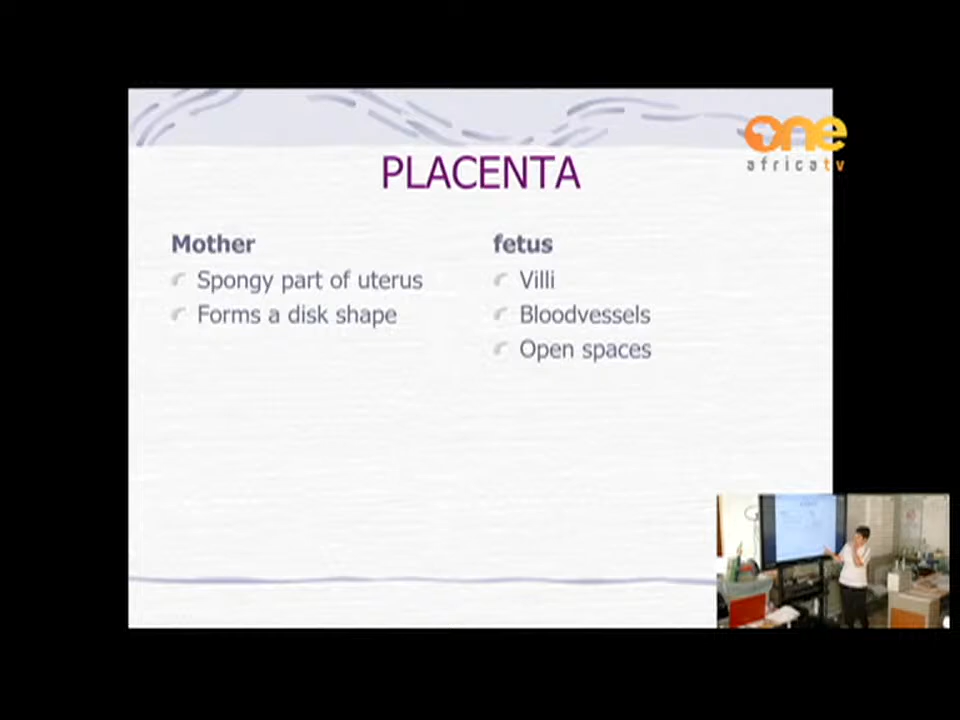 one
africatv
PLACENTA
Mother
Spongy part of uterus
Forms a disk shape
fetus
Villi
Bloodvessels
Open spaces